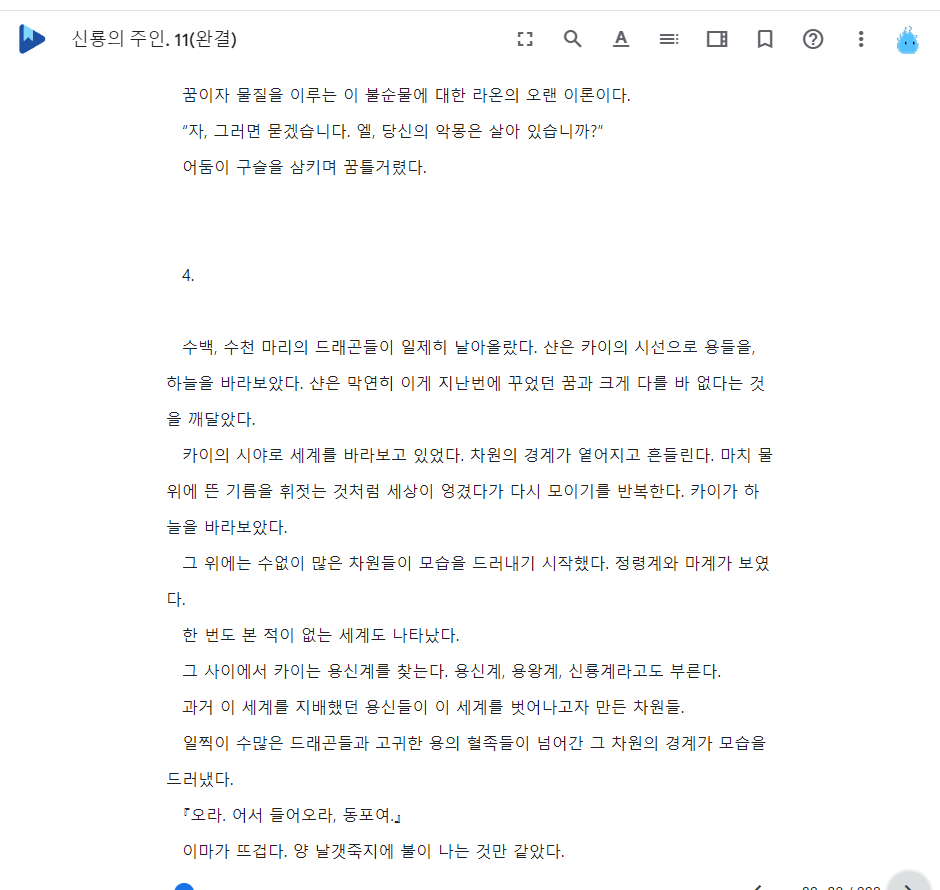 신룡의 주인. 11(완결)
꿈이자 물질을 이루는 이 불순물에 대한 라온의 오랜 이론이다.
“자, 그러면 묻겠습니다. 엘, 당신의 악몽은 살아 있습니까?”
어둠이 구슬을 삼키며 꿈틀거렸다.
4.
수백, 수천 마리의 드래곤들이 일제히 날아올랐다. 샨은 카이의 시선으로 용들을,
하늘을 바라보았다. 샨은 막연히 이게 지난번에 꾸었던 꿈과 크게 다를 바 없다는 것
을 깨달았다.
카이의 시야로 세계를 바라보고 있었다. 차원의 경계가 옅어지고 흔들린다. 마치 물
위에 뜬 기름을 휘젓는 것처럼 세상이 엉겼다가 다시 모이기를 반복한다. 카이가 하
늘을 바라보았다.
그 위에는 수없이 많은 차원들이 모습을 드러내기 시작했다. 정령계와 마계가 보였
다.
한 번도 본 적이 없는 세계도 나타났다.
그 사이에서 카이는 용신계를 찾는다. 용신계, 용왕계, 신룡계라고도 부른다.
과거 이 세계를 지배했던 용신들이 이 세계를 벗어나고자 만든 차원들.
일찍이 수많은 드래곤들과 고귀한 용의 혈족들이 넘어간 그 차원의 경계가 모습을
드러냈다.
『오라. 어서 들어오라, 동포여.』
이마가 뜨겁다. 양 날갯죽지에 불이 나는 것만 같았다.